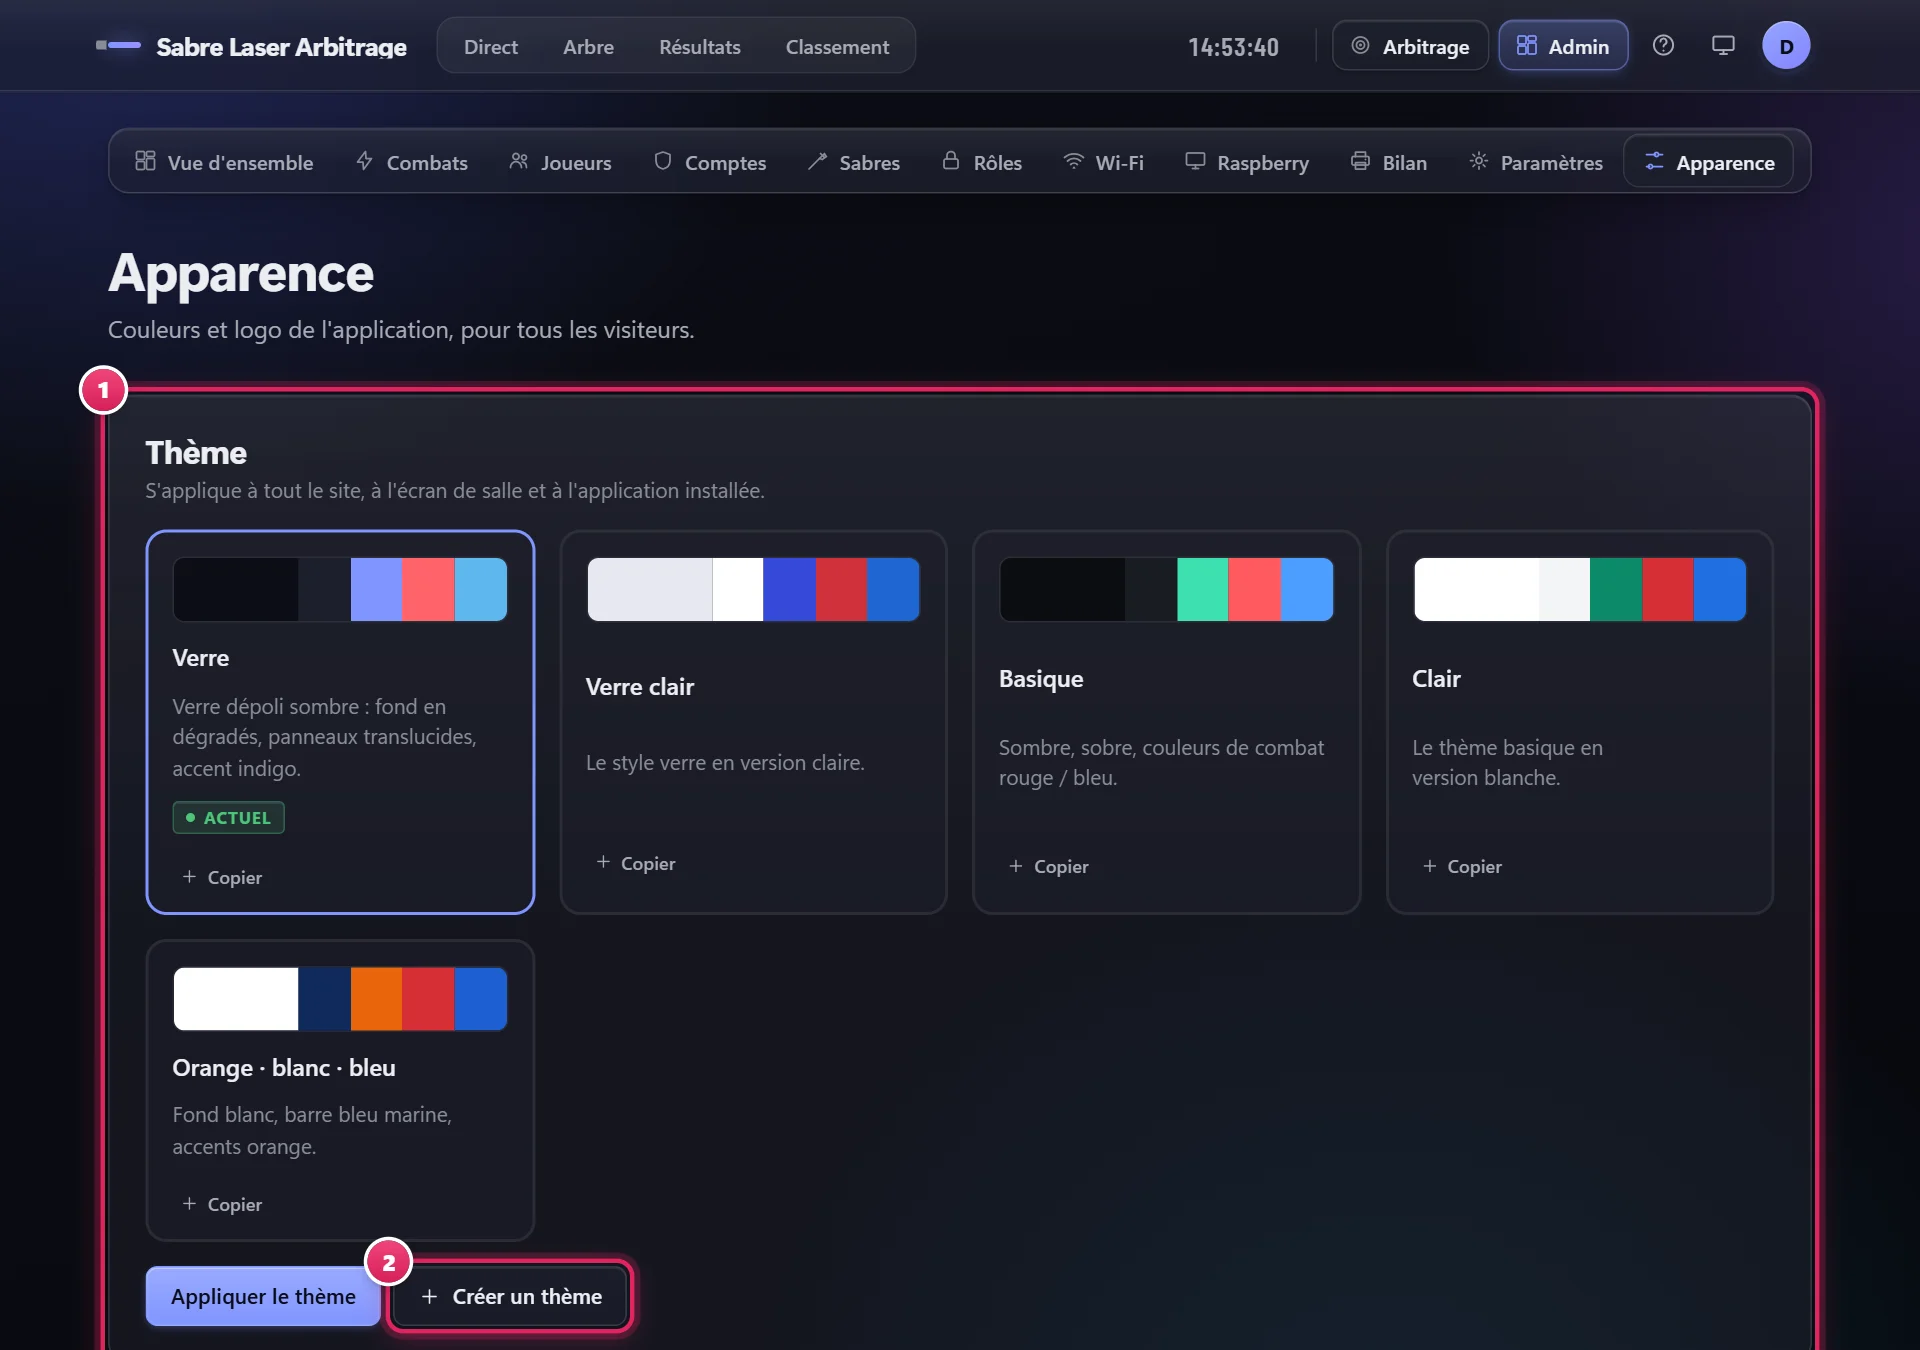 Sabre Laser Arbitrage
Direct
Arbre
Résultats
Classement
14:53:40
Arbitrage
Admin
D
Vue d'ensemble
Combats
Joueurs
Comptes
Sabres
Rôles
Wi-Fi
Raspberry
Bilan
Paramètres
Apparence
Apparence
Couleurs et logo de l'application, pour tous les visiteurs.
1
Thème
S'applique à tout le site, à l'écran de salle et à l'application installée.
Verre
Verre dépoli sombre : fond en
dégradés, panneaux translucides,
accent indigo.
ACTUEL
+ Copier
Verre clair
Le style verre en version claire.
+ Copier
Basique
Sombre, sobre, couleurs de combat
rouge / bleu.
+ Copier
Clair
Le thème basique en
version blanche.
+ Copier
Orange · blanc · bleu
Fond blanc, barre bleu marine,
accents orange.
+ Copier
Appliquer le thème
2
+ Créer un thème